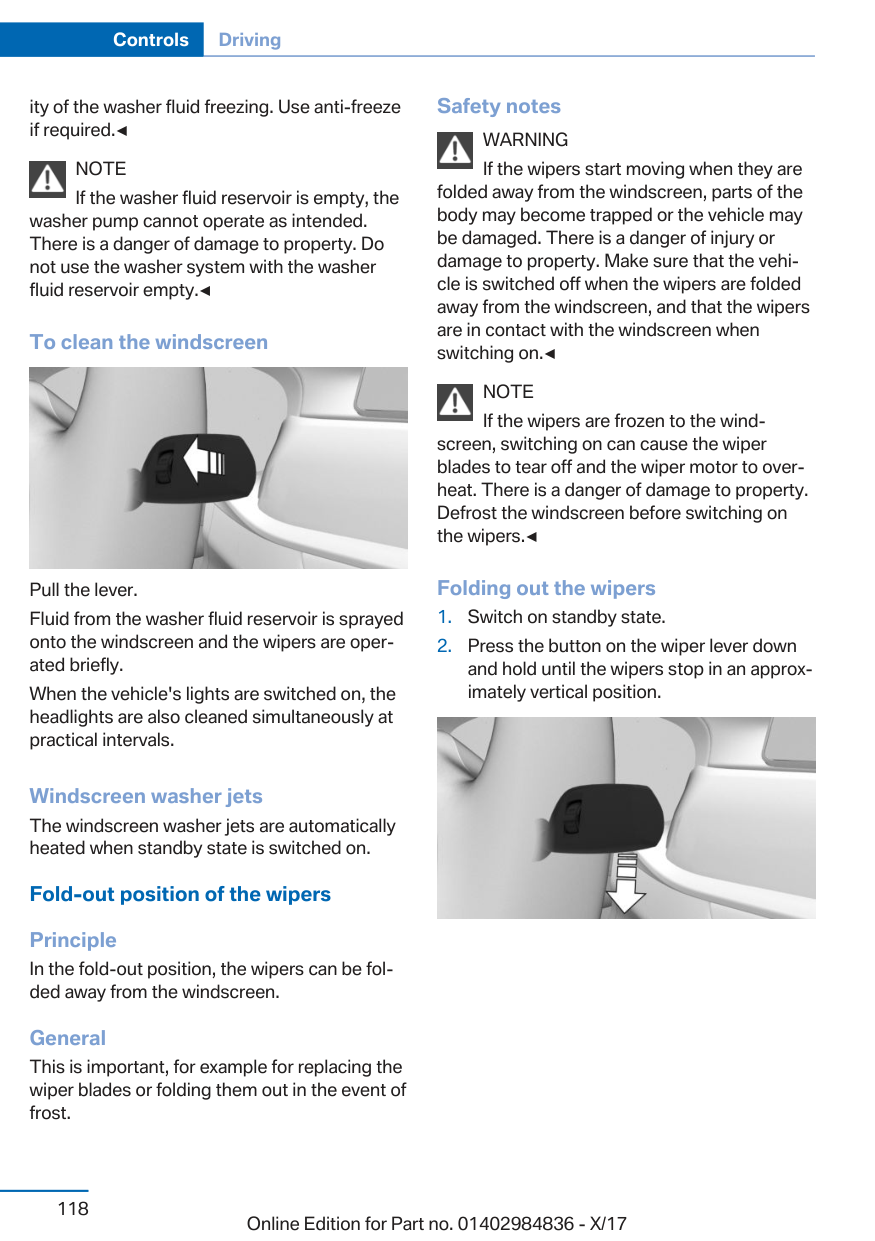 Controls Driving
ity of the washer fluid freezing. Use anti-freeze
if required.◄
NOTE
If the washer fluid reservoir is empty, the
washer pump cannot operate as intended.
There is a danger of damage to property. Do
not use the washer system with the washer
fluid reservoir empty.◄
To clean the windscreen
Pull the lever.
Fluid from the washer fluid reservoir is sprayed
onto the windscreen and the wipers are oper-
ated briefly.
When the vehicle's lights are switched on, the
headlights are also cleaned simultaneously at
practical intervals.
Windscreen washer jets
The windscreen washer jets are automatically
heated when standby state is switched on.
Fold-out position of the wipers
Principle
In the fold-out position, the wipers can be fol-
ded away from the windscreen.
General
This is important, for example for replacing the
wiper blades or folding them out in the event of
frost.
Safety notes
WARNING
If the wipers start moving when they are
folded away from the windscreen, parts of the
body may become trapped or the vehicle may
be damaged. There is a danger of injury or
damage to property. Make sure that the vehi-
cle is switched off when the wipers are folded
away from the windscreen, and that the wipers
are in contact with the windscreen when
switching on.◄
NOTE
If the wipers are frozen to the wind-
screen, switching on can cause the wiper
blades to tear off and the wiper motor to over-
heat. There is a danger of damage to property.
Defrost the windscreen before switching on
the wipers.◄
Folding out the wipers
1. Switch on standby state.
2. Press the button on the wiper lever down
and hold until the wipers stop in an approx-
imately vertical position.
118
Online Edition for Part no. 01402984836 - X/17